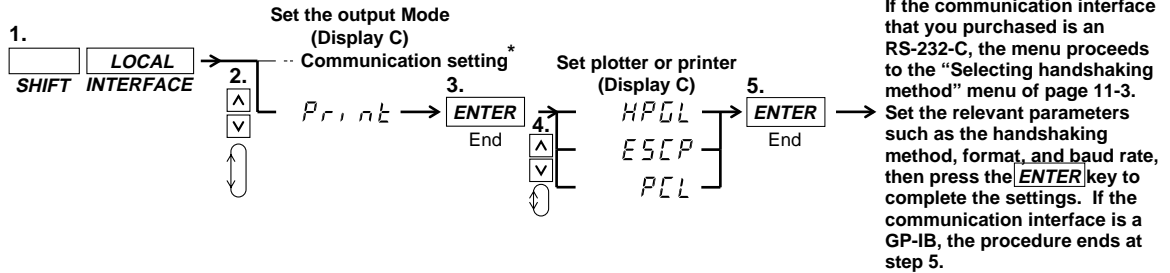 1.
SHIFT
LOCAL
INTERFACE
Set the output Mode
(Display C)
Communication setting*
2.
Print
3.
ENTER
End
4.
Set plotter or printer
(Display C)
HPGL
ESCP
PCL
5.
ENTER
End
If the communication interface
that you purchased is an
RS-232-C, the menu proceeds
to the “Selecting handshaking
method” menu of page 11-3.
Set the relevant parameters
such as the handshaking
method, format, and baud rate,
then press the ENTER key to
complete the settings. If the
communication interface is a
GP-IB, the procedure ends at
step 5.